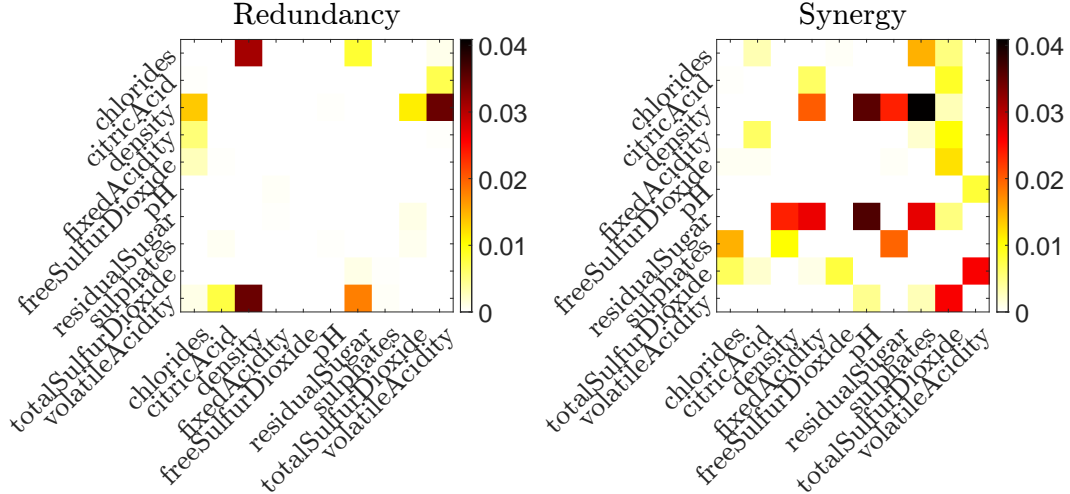 Redundancy
Synergy
chlorides
citricAcid
density
fixedAcidity
freeSulfurDioxide
pH
residualSugar
sulphates
totalSulfurDioxide
volatileAcidity
chlorides
citricAcid
density
fixedAcidity
freeSulfurDioxide
pH
residualSugar
sulphates
totalSulfurDioxide
volatileAcidity
0.04
0.03
0.02
0.01
0
chlorides
citricAcid
density
fixedAcidity
freeSulfurDioxide
pH
residualSugar
sulphates
totalSulfurDioxide
volatileAcidity
chlorides
citricAcid
density
fixedAcidity
freeSulfurDioxide
pH
residualSugar
sulphates
totalSulfurDioxide
volatileAcidity
0.04
0.03
0.02
0.01
0